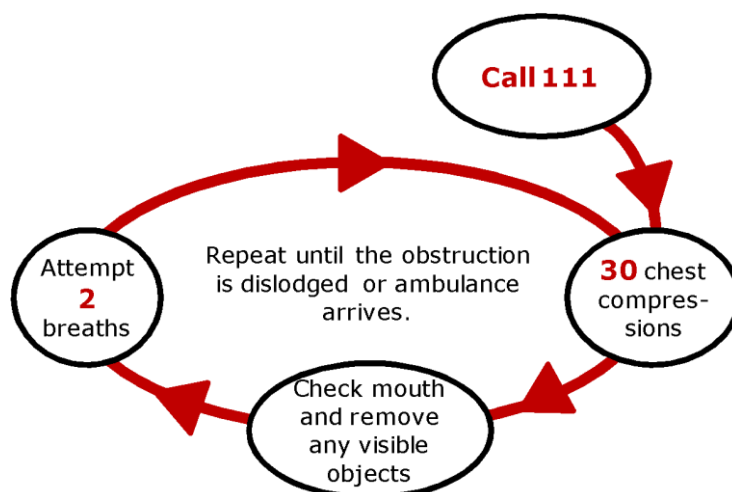 Call 111
30 chest
compres-
sions
Check mouth
and remove
any visible
objects
Attempt
2
breaths
Repeat until the obstruction
is dislodged or ambulance
arrives.